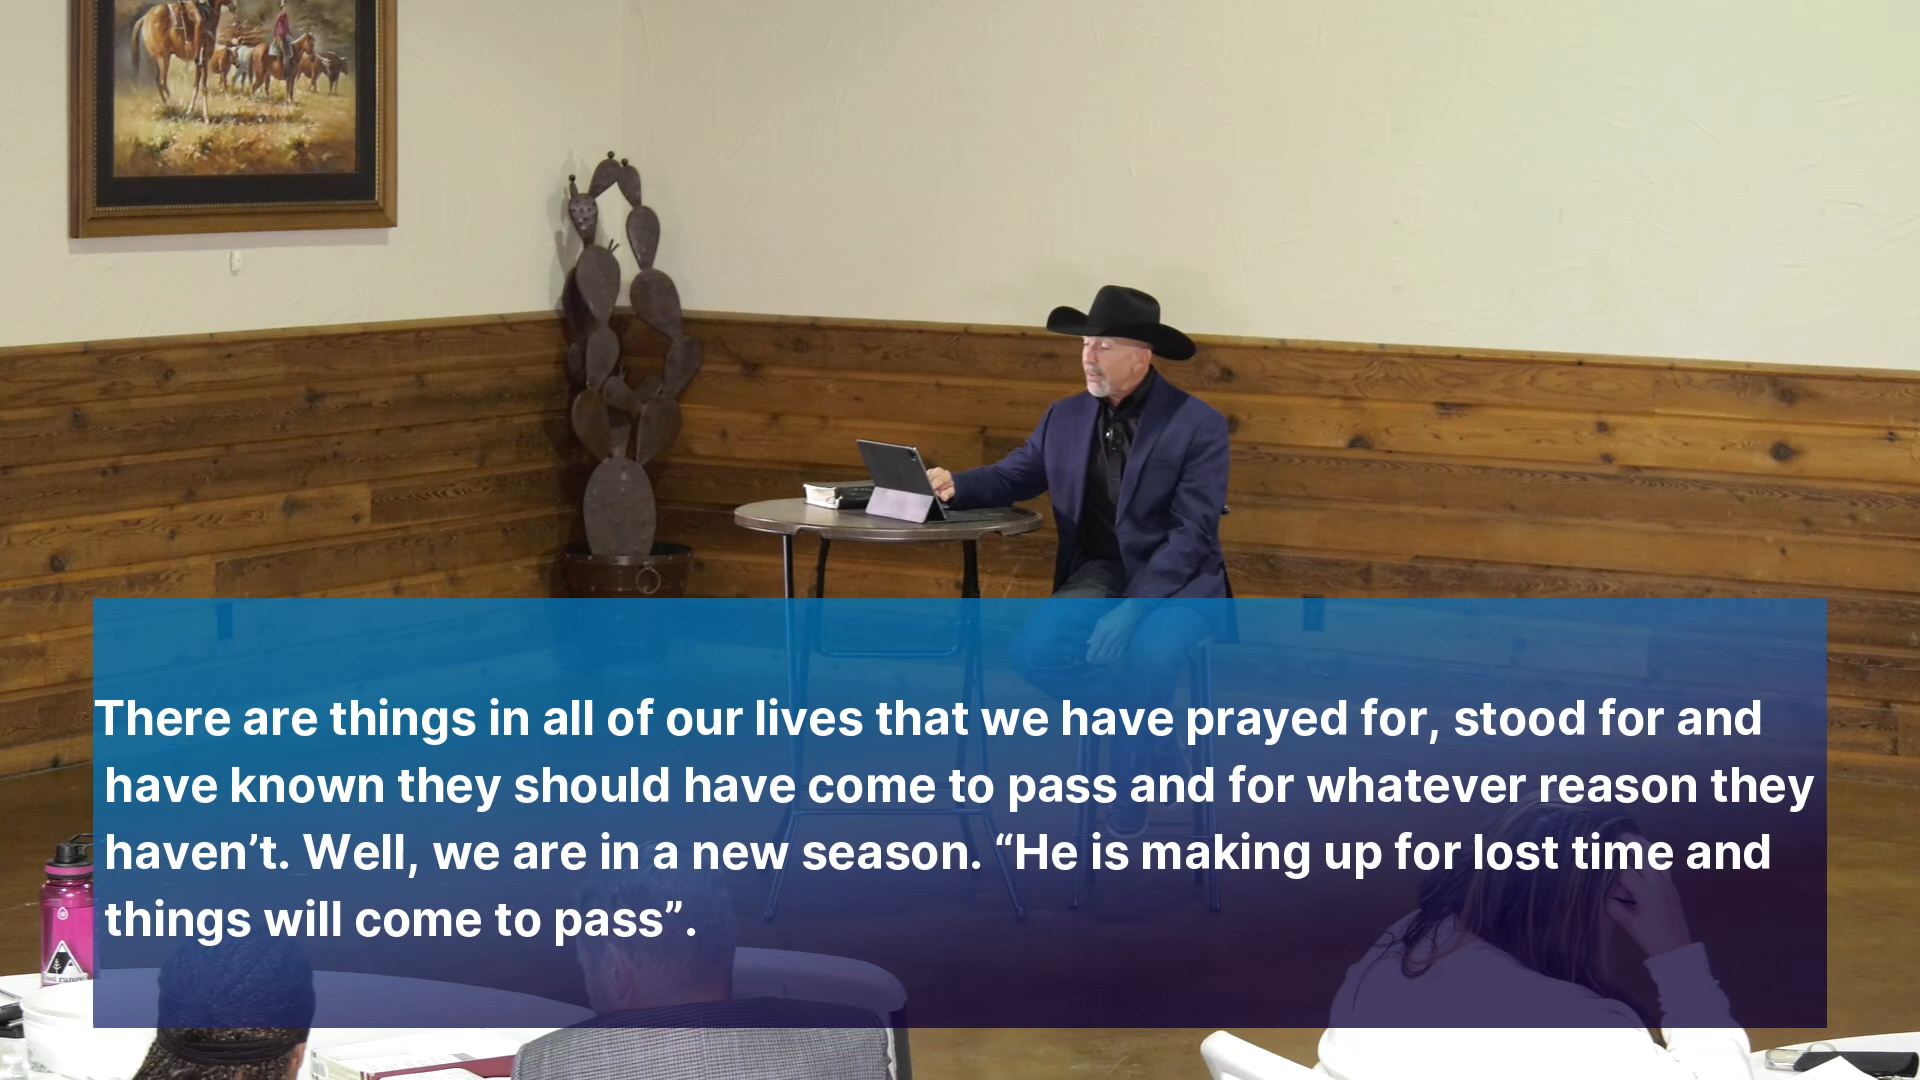 There are things in all of our lives that we have prayed for, stood for and
have known they should have come to pass and for whatever reason they
haven’t. Well, we are in a new season. “He is making up for lost time and
things will come to pass”.